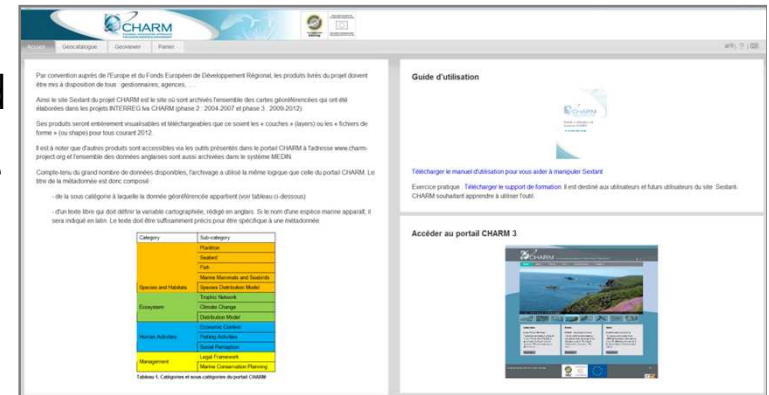 CHARM
Accueil Geocatalogue Geoviewer Panier
Par convention auprès de l'Europe et du Fonds Européen de Développement Régional, les produits livrés du projet doivent
être mis à disposition de tous : gestionnaires, agences, ...
Ainsi le site Sextant du projet CHARM est le site où sont archivés l'ensemble des cartes géoréférencées qui ont été
élaborées dans les projets INTERREG Iva CHARM (phase 2 : 2004-2007 et phase 3 : 2009-2012).
Ses produits seront entièrement visualisables et téléchargeables que ce soient les « couches » (layers) ou les « fichiers de
forme » (ou shape) pour tous courant 2012.
Il est à noter que d'autres produits sont accessibles via les outils présentés dans le portail CHARM à l'adresse www.charm-
project.org et l'ensemble des données anglaises sont aussi archivées dans le système MEDIN.
Compte-tenu du grand nombre de données disponibles, l'archivage a utilisé la même logique que celle du portail CHARM. Le
titre de la métadonnée est donc composé :
- de la sous catégorie à laquelle la donnée géoréférencée appartient (voir tableau ci-dessous)
- d'un texte libre qui doit définir la variable cartographiée, rédigé en anglais. Si le nom d'une espèce marine apparaît, il
sera indiqué en latin. Le texte doit être suffisamment précis pour être spécifique à une métadonnée.
Category Sub-category
Plankton
Seabed
Fish
Marine Mammals and Seabirds
Species and Habitats Species Distribution Model
Trophic Network
Ecosystem Climate Change
Distribution Model
Economic Context
Human Activities Fishing Activities
Social Perception
Legal Framework
Management Marine Conservation Planning
Tableau 1. Catégories et sous-catégories du portail CHARM
Guide d'utilisation
CHARM
Télécharger le manuel d'utilisation pour vous aider à manipuler Sextant
Exercice pratique : Télécharger le support de formation. Il est destiné aux utilisateurs et futurs utilisateurs du site Sextant-
CHARM souhaitant apprendre à utiliser l'outil.
Accéder au portail CHARM 3
CHARM